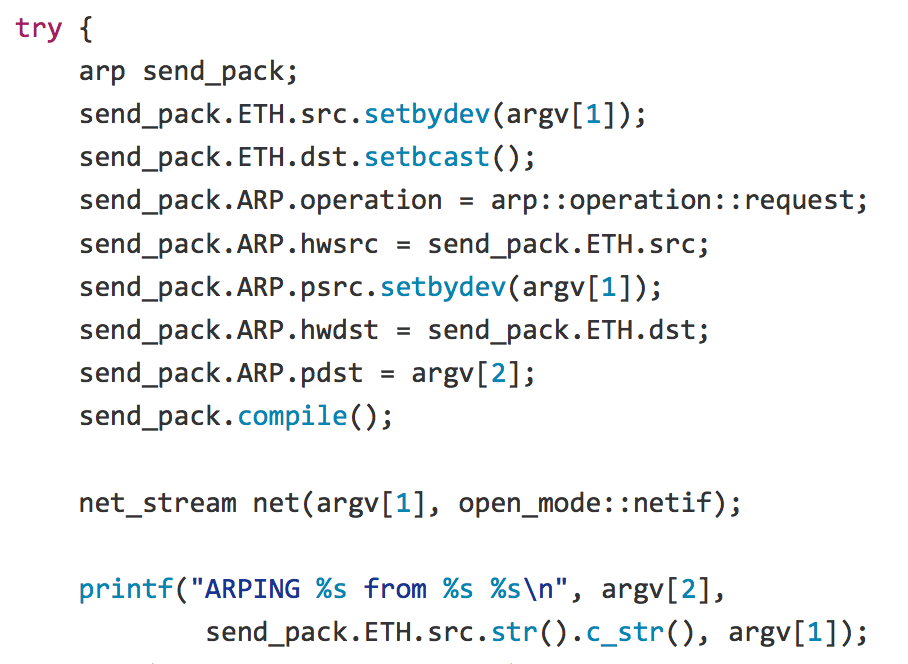 try {
    arp send_pack;
    send_pack.ETH.src.setbydev(argv[1]);
    send_pack.ETH.dst.setbcast();
    send_pack.ARP.operation = arp::operation::request;
    send_pack.ARP.hwsrc = send_pack.ETH.src;
    send_pack.ARP.psrc.setbydev(argv[1]);
    send_pack.ARP.hwdst = send_pack.ETH.dst;
    send_pack.ARP.pdst = argv[2];
    send_pack.compile();

    net_stream net(argv[1], open_mode::netif);

    printf("ARPING %s from %s %s\n", argv[2],
            send_pack.ETH.src.str().c_str(), argv[1]);